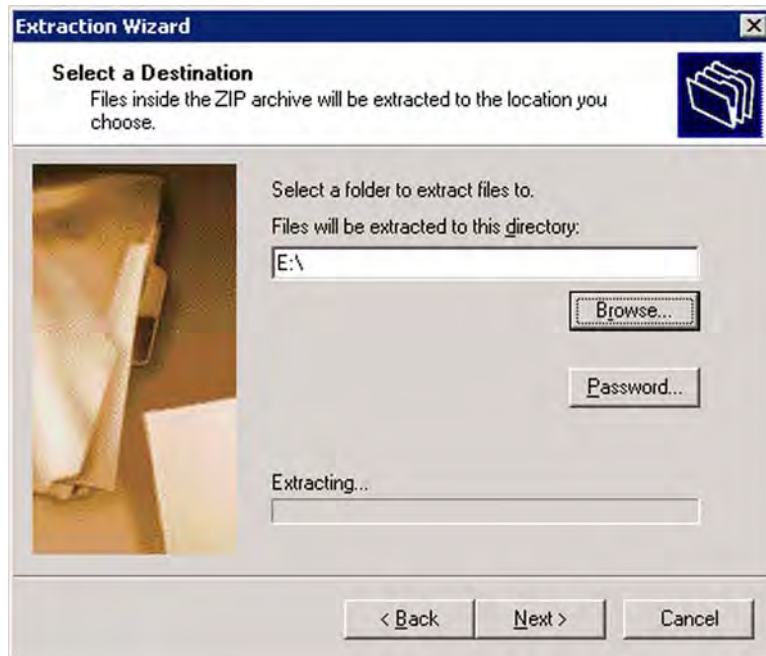 Extraction Wizard
Select a Destination
Files inside the ZIP archive will be extracted to the location you
choose.
Select a folder to extract files to.
Files will be extracted to this directory:
E:\
Browse...
Password...
Extracting...
< Back
Next >
Cancel